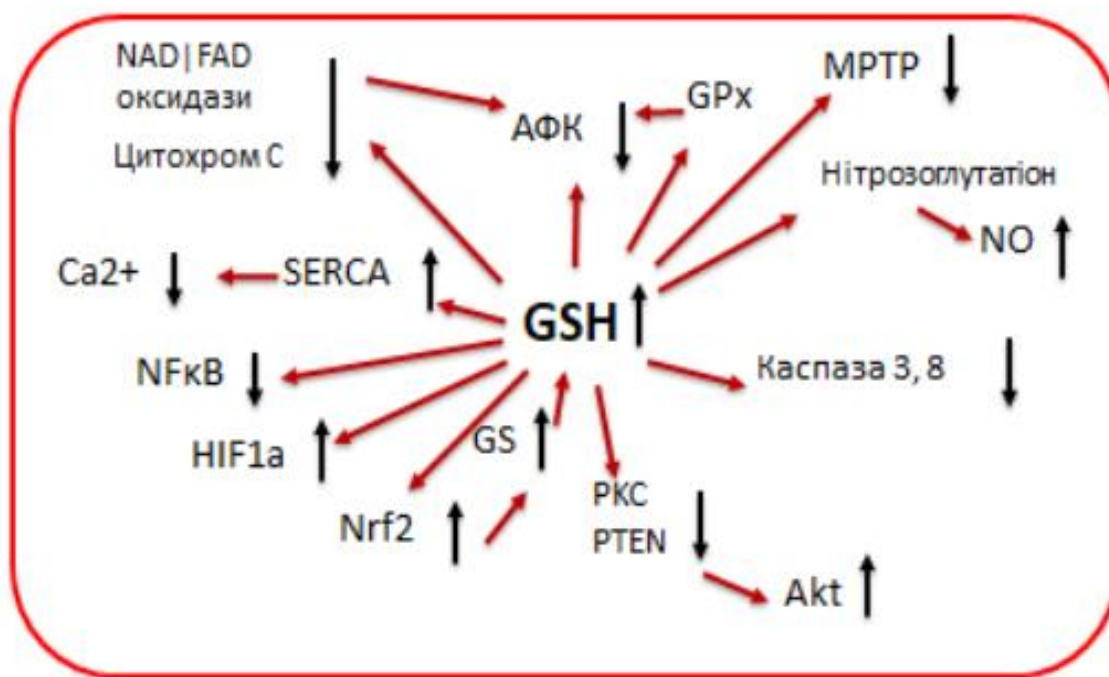 NAD|FAD
оксидази
Цитохром С
АФК
GPx
MPTP
Нітрозоглутатіон
NO
Ca2+
SERCA
GSH
NFκB
Каспаза 3, 8
HIF1a
GS
Nrf2
PKC
PTEN
Akt